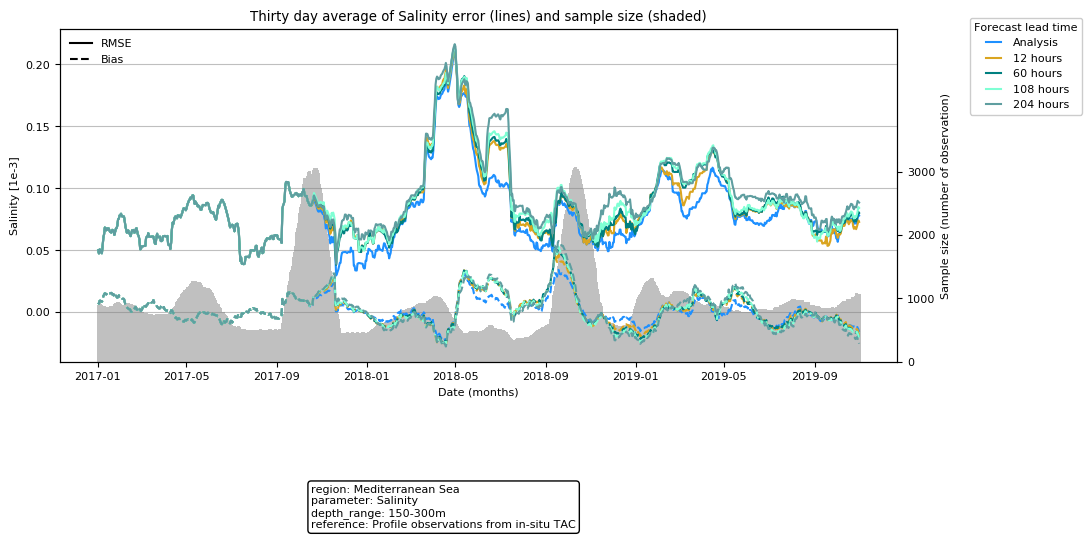 Thirty day average of Salinity error (lines) and sample size (shaded)
RMSE
Bias
Forecast lead time
Analysis
12 hours
60 hours
108 hours
204 hours
Salinity [1e-3]
0.20
0.15
0.10
0.05
0.00
Sample size (number of observation)
3000
2000
1000
0
2017-01
2017-05
2017-09
2018-01
2018-05
2018-09
2019-01
2019-05
2019-09
Date (months)
region: Mediterranean Sea
parameter: Salinity
depth_range: 150-300m
reference: Profile observations from in-situ TAC